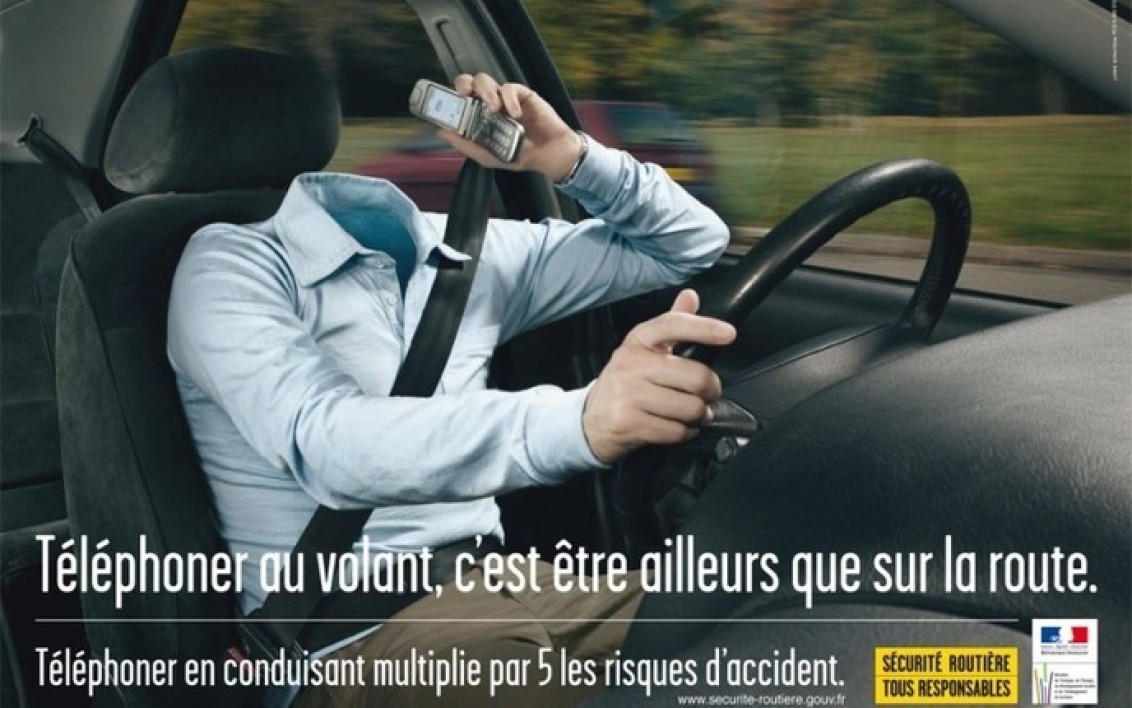 Téléphoner au volant, c'est être ailleurs que sur la route.
Téléphoner en conduisant multiplie par 5 les risques d'accident.
www.securite-routiere.gouv.fr
SÉCURITÉ ROUTIÈRE
TOUS RESPONSABLES